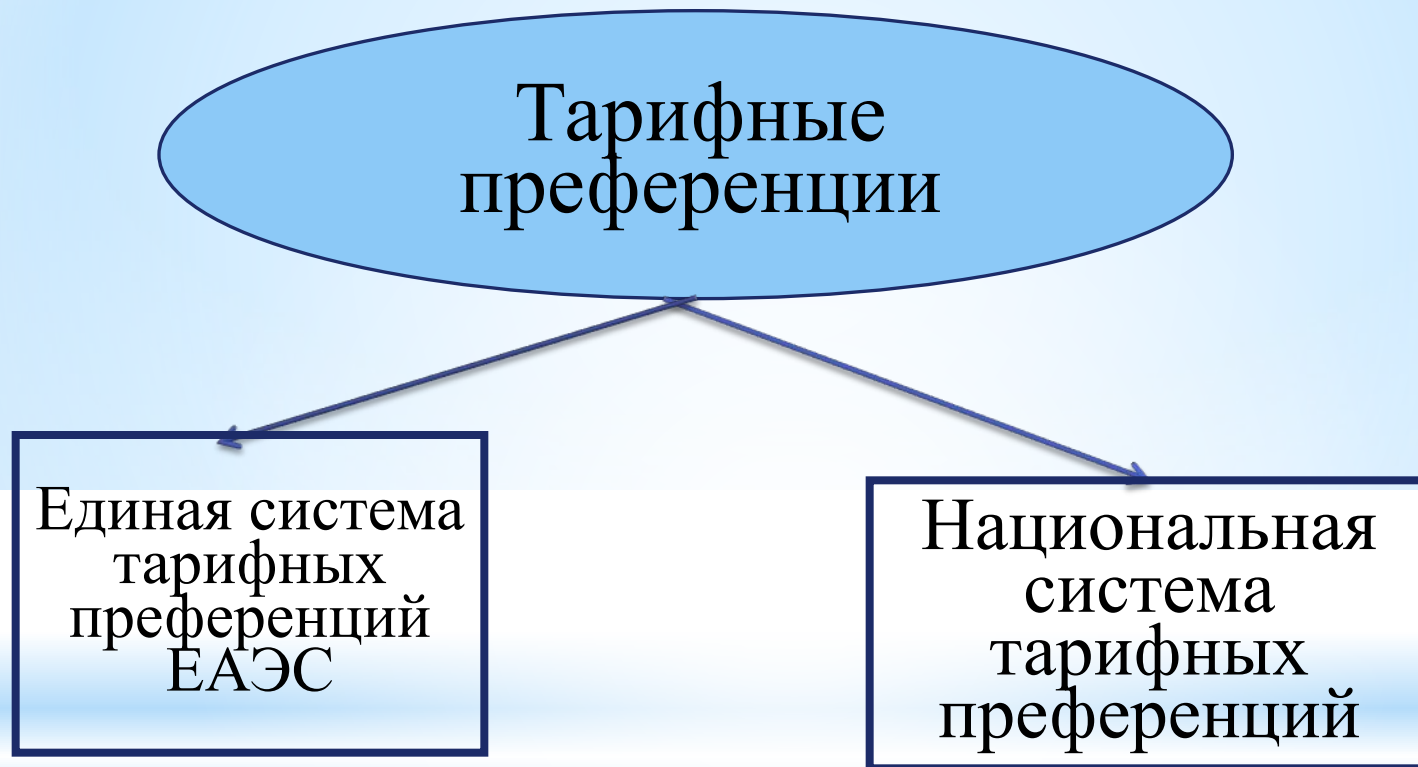 Тарифные
преференции
Единая система
тарифных
преференций
ЕАЭС
Национальная
система
тарифных
преференций